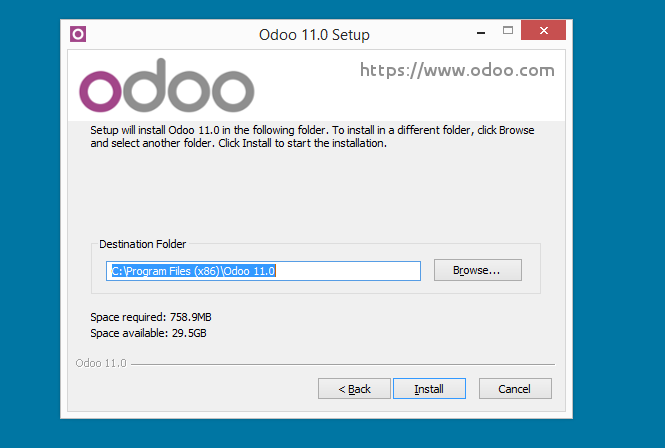 Odoo 11.0 Setup
odoo
https://www.odoo.com
Setup will install Odoo 11.0 in the following folder. To install in a different folder, click Browse
and select another folder. Click Install to start the installation.
Destination Folder
C:\Program Files (x86)\Odoo 11.0
Browse...
Space required: 758.9MB
Space available: 29.5GB
Odoo 11.0
< Back
Install
Cancel